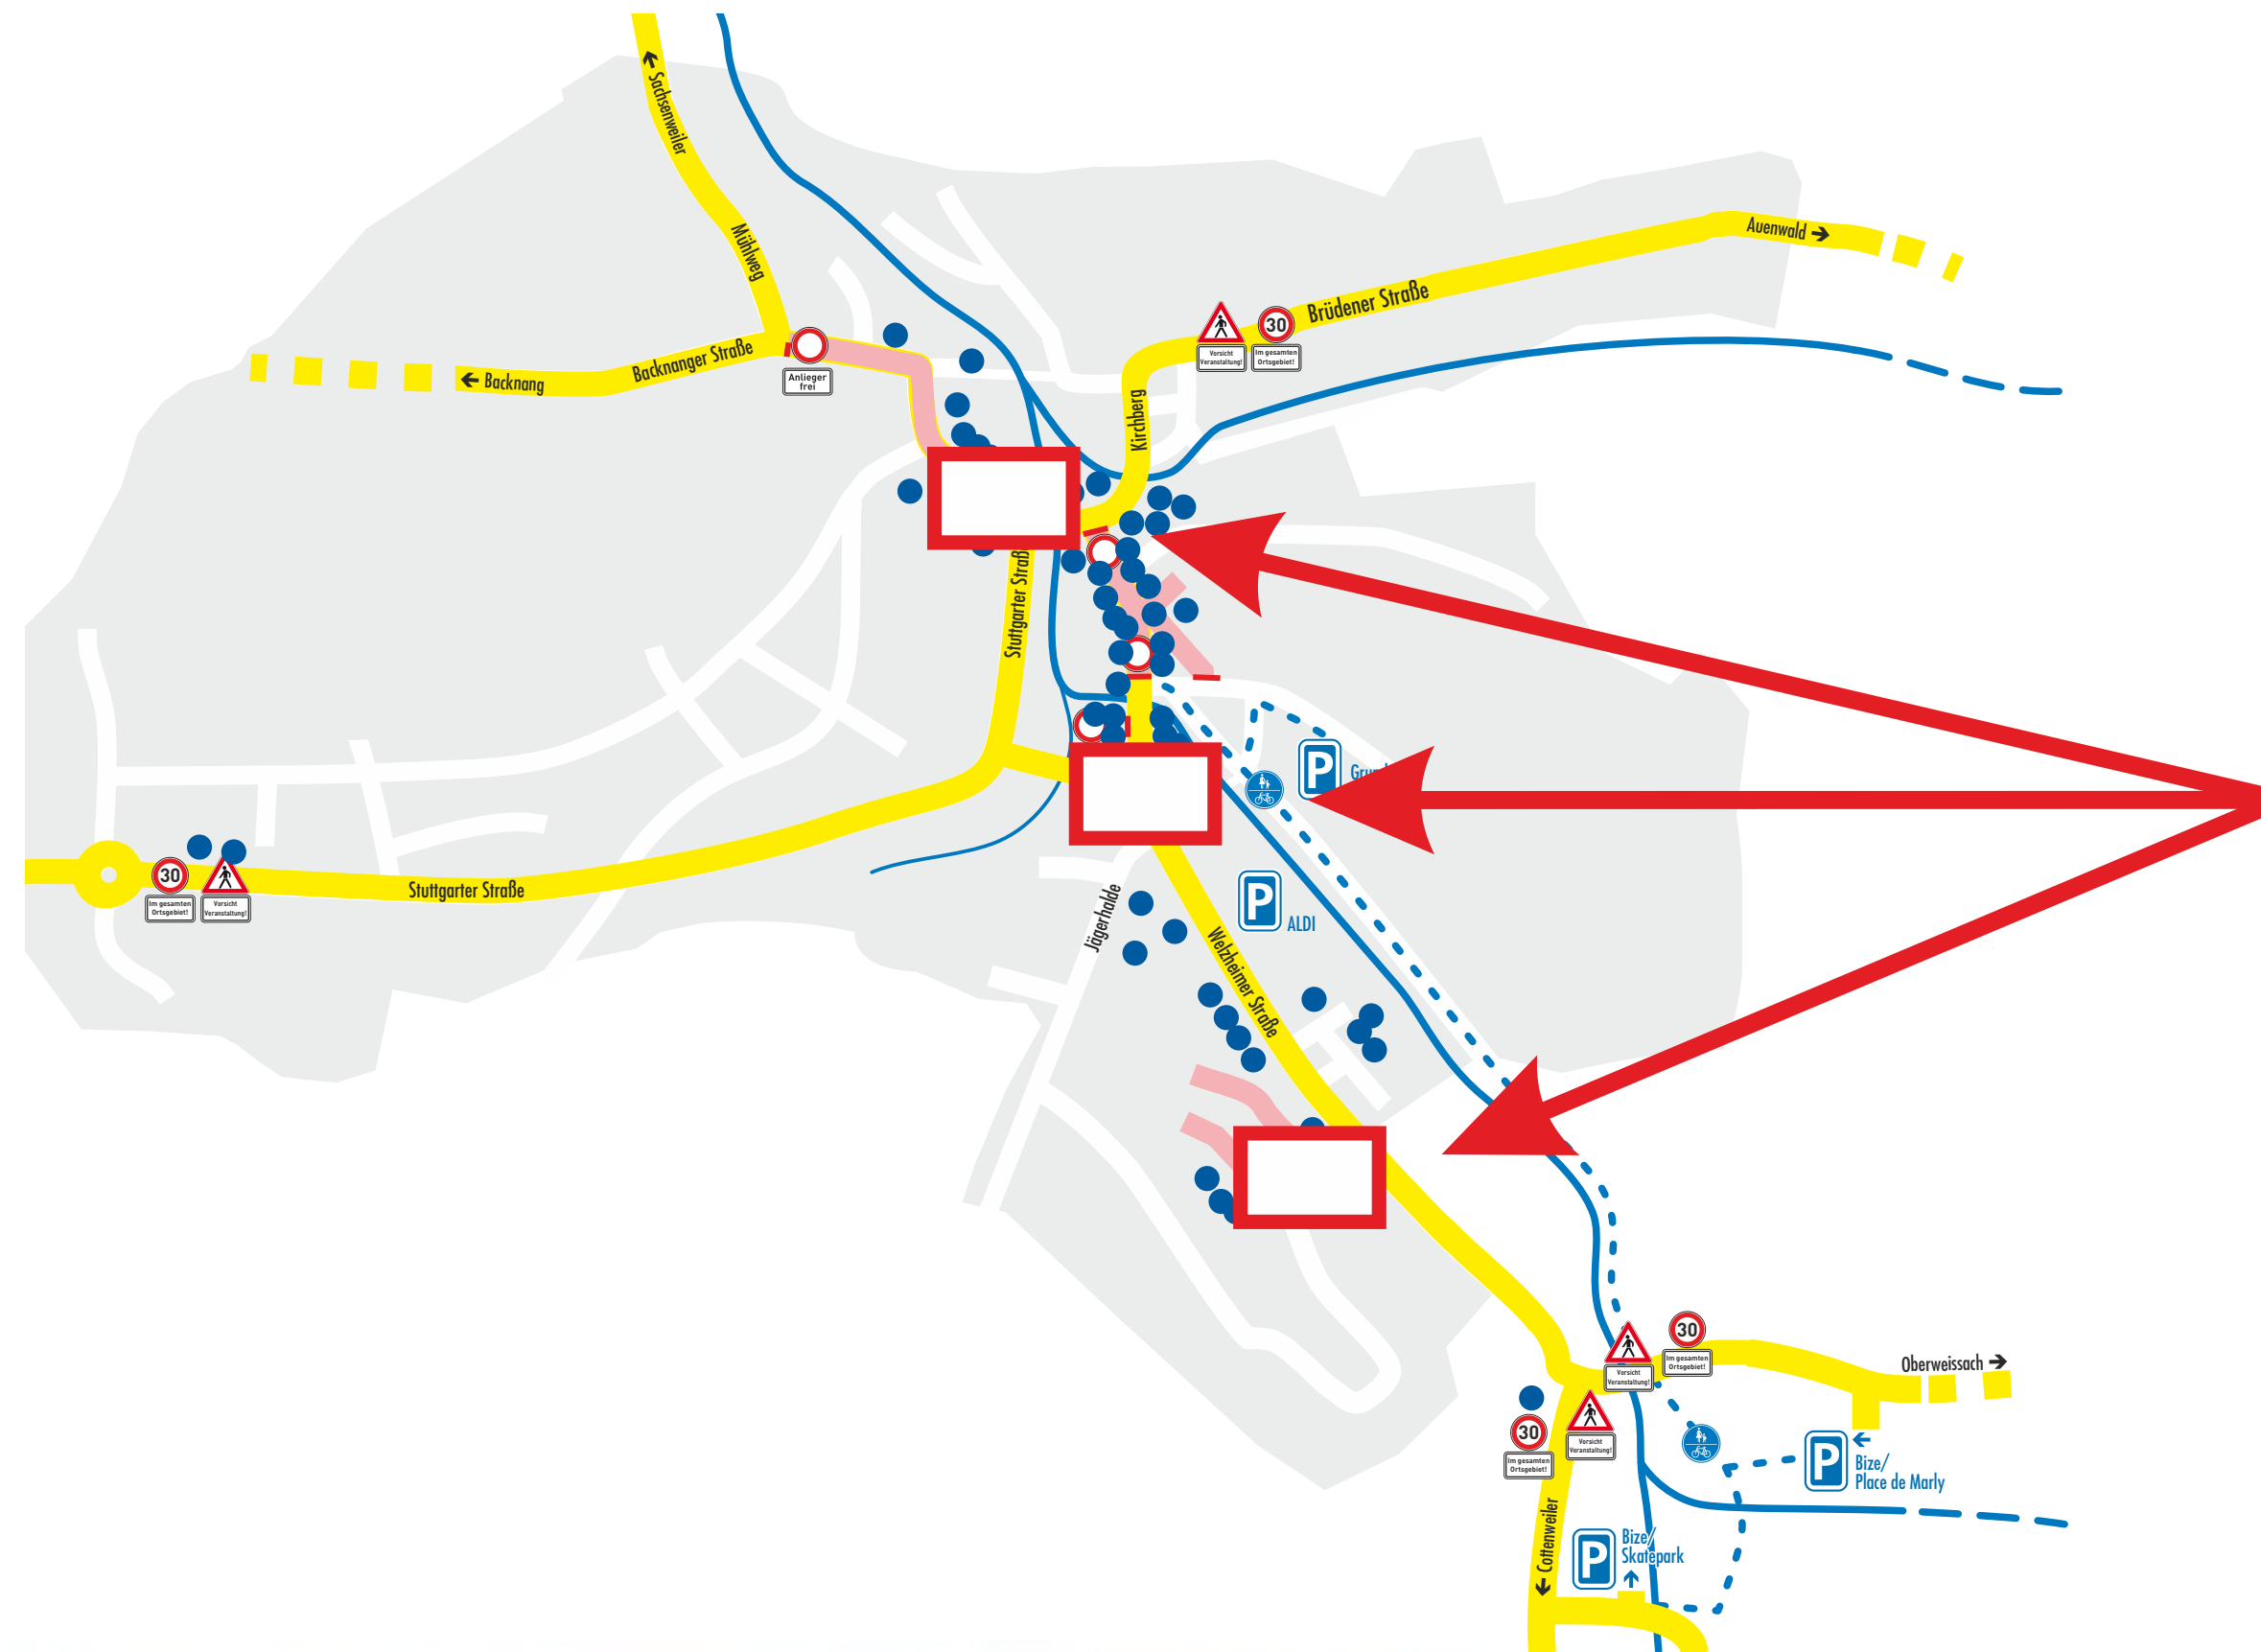 Sachsenweiler
Mühlweg
Auenwald
Brüdener Straße
30
Vorsicht
Veranstaltung!
Im gesamten
Ortsgebiet!
Backnanger Straße
Backnang
Anlieger
frei
Kirchberg
Stuttgarter Straße
P
30
Im gesamten
Ortsgebiet!
Vorsicht
Veranstaltung!
Stuttgarter Straße
Jägerhalde
P
ALDI
Welzheimer Straße
30
Im gesamten
Ortsgebiet!
Vorsicht
Veranstaltung!
Oberweissach
30
Im gesamten
Ortsgebiet!
Vorsicht
Veranstaltung!
P
Bize/
Place de Marly
Cottenweiler
P
Bize/
Skatepark